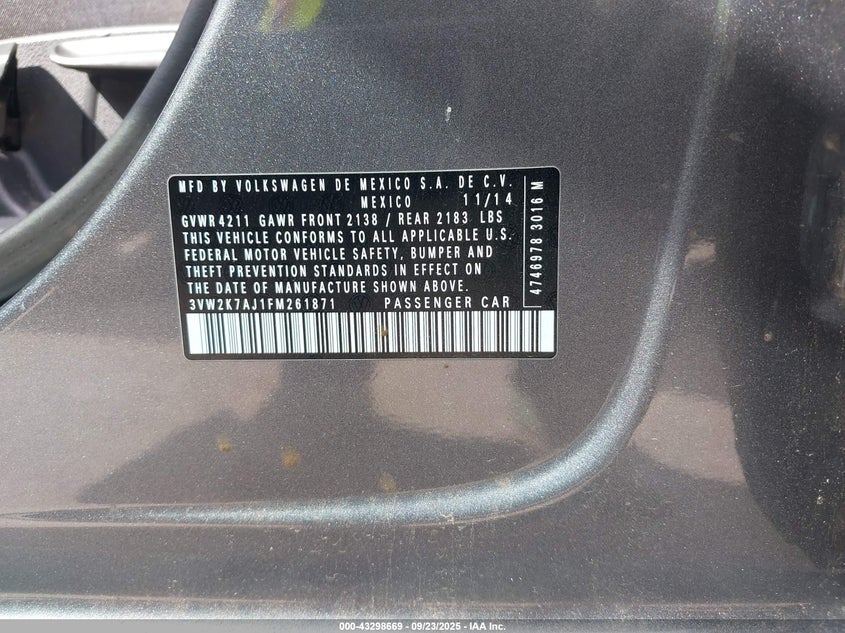 MFD BY VOLKSWAGEN DE MEXICO S.A. DE C.V.
MEXICO 11/14
GVWR 4211 GAWR FRONT 2138 / REAR 2183 LBS
THIS VEHICLE CONFORMS TO ALL APPLICABLE U.S.
FEDERAL MOTOR VEHICLE SAFETY, BUMPER AND
THEFT PREVENTION STANDARDS IN EFFECT ON
THE DATE OF MANUFACTURE SHOWN ABOVE.
3VW2K7AJ1FM261871 PASSENGER CAR
4746978 3016 M
000-43298669 - 09/23/2025 - IAA Inc.